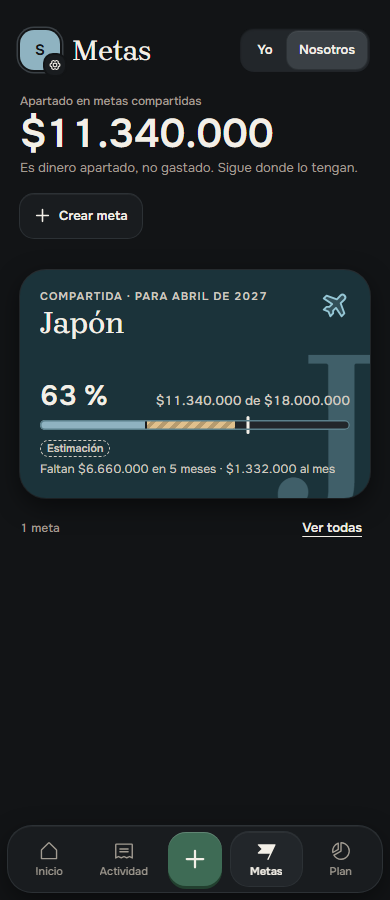 S
Metas
Yo
Nosotros
Apartado en metas compartidas
$11.340.000
Es dinero apartado, no gastado. Sigue donde lo tengan.
Crear meta
COMPARTIDA · PARA ABRIL DE 2027
Japón
J
63 %
$11.340.000 de $18.000.000
Estimación
Faltan $6.660.000 en 5 meses · $1.332.000 al mes
1 meta
Ver todas
Inicio
Actividad
Metas
Plan